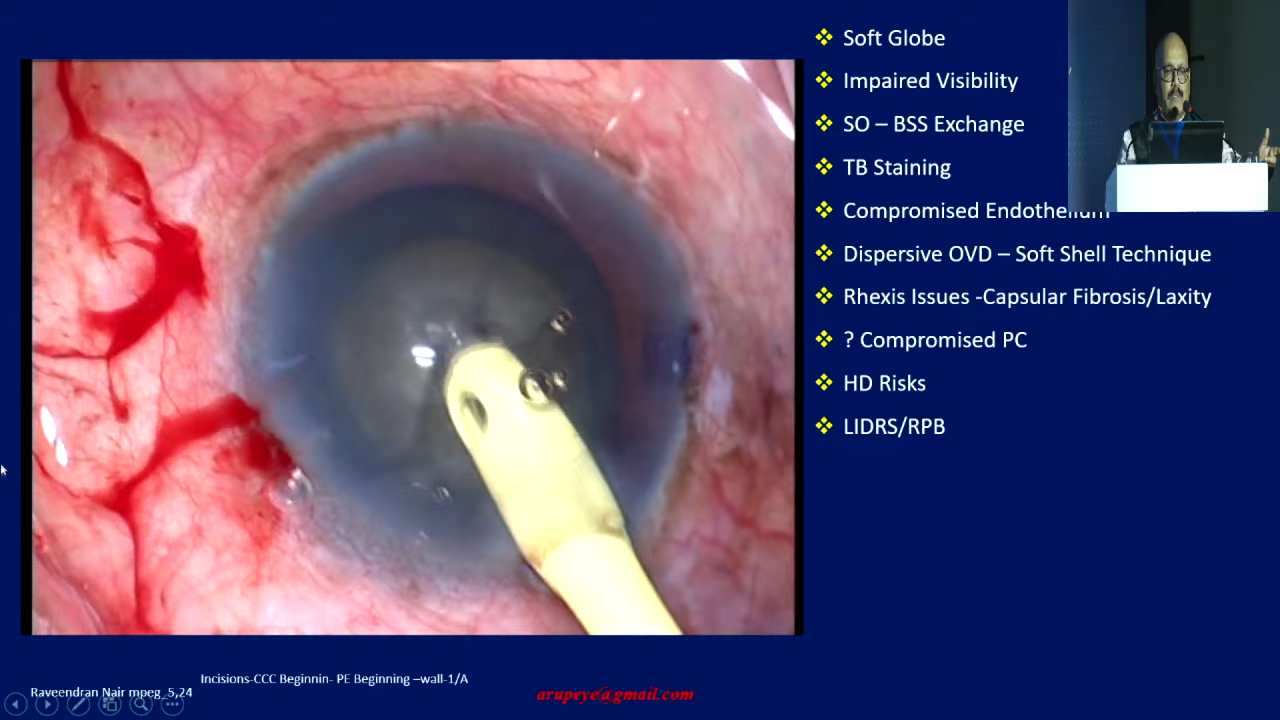 Soft Globe
Impaired Visibility
SO – BSS Exchange
TB Staining
Compromised Endothelium
Dispersive OVD – Soft Shell Technique
Rhexis Issues -Capsular Fibrosis/Laxity
? Compromised PC
HD Risks
LIDRS/RPB
Incisions-CCC Beginnin- PE Beginning –wall-1/A
Raveendran Nair mpeg_5,24
arupeye@gmail.com